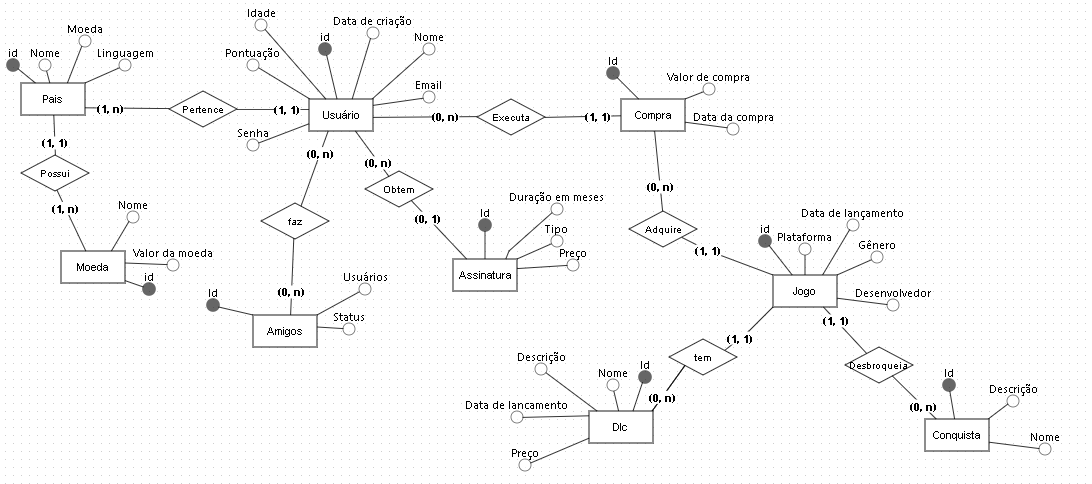 Idade
Data de criação
Moeda
id
Nome
id
Nome
Linguagem
Pontuação
Id
Valor de compra
Pais
(1, n)
Pertence
(1, 1)
Usuário
Email
(0, n)
Executa
(1, 1)
Compra
Data da compra
Senha
(1, 1)
(0, n)
(0, n)
Possui
Obtem
(0, n)
(1, n)
Nome
faz
(0, 1)
Id
Duração em meses
Adquire
id
Data de lançamento
Plataforma
Tipo
(1, 1)
Gênero
Moeda
Valor da moeda
id
Assinatura
Preço
Usuários
(0, n)
Jogo
Desenvolvedor
Id
Amigos
Status
(1, 1)
(1, 1)
Descrição
tem
Nome
Id
Desbroqueia
Id
Descrição
Data de lancamento
(0, n)
(0, n)
Dlc
Conquista
Nome
Preço